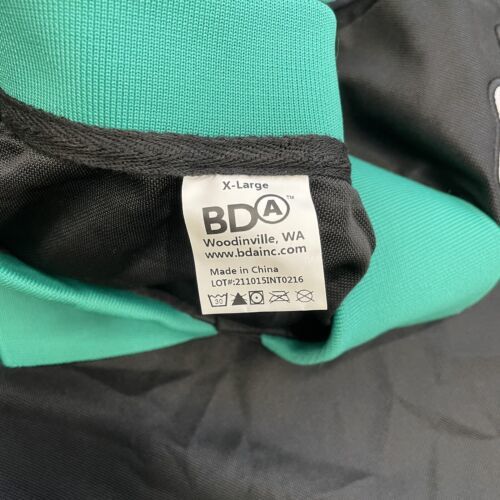 X-Large
BDA™
Woodinville, WA
www.bdainc.com
Made in China
LOT#:211015INT0216
30